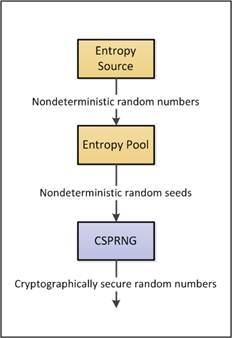 Entropy
Source
Nondeterministic random numbers
Entropy Pool
Nondeterministic random seeds
CSPRNG
Cryptographically secure random numbers